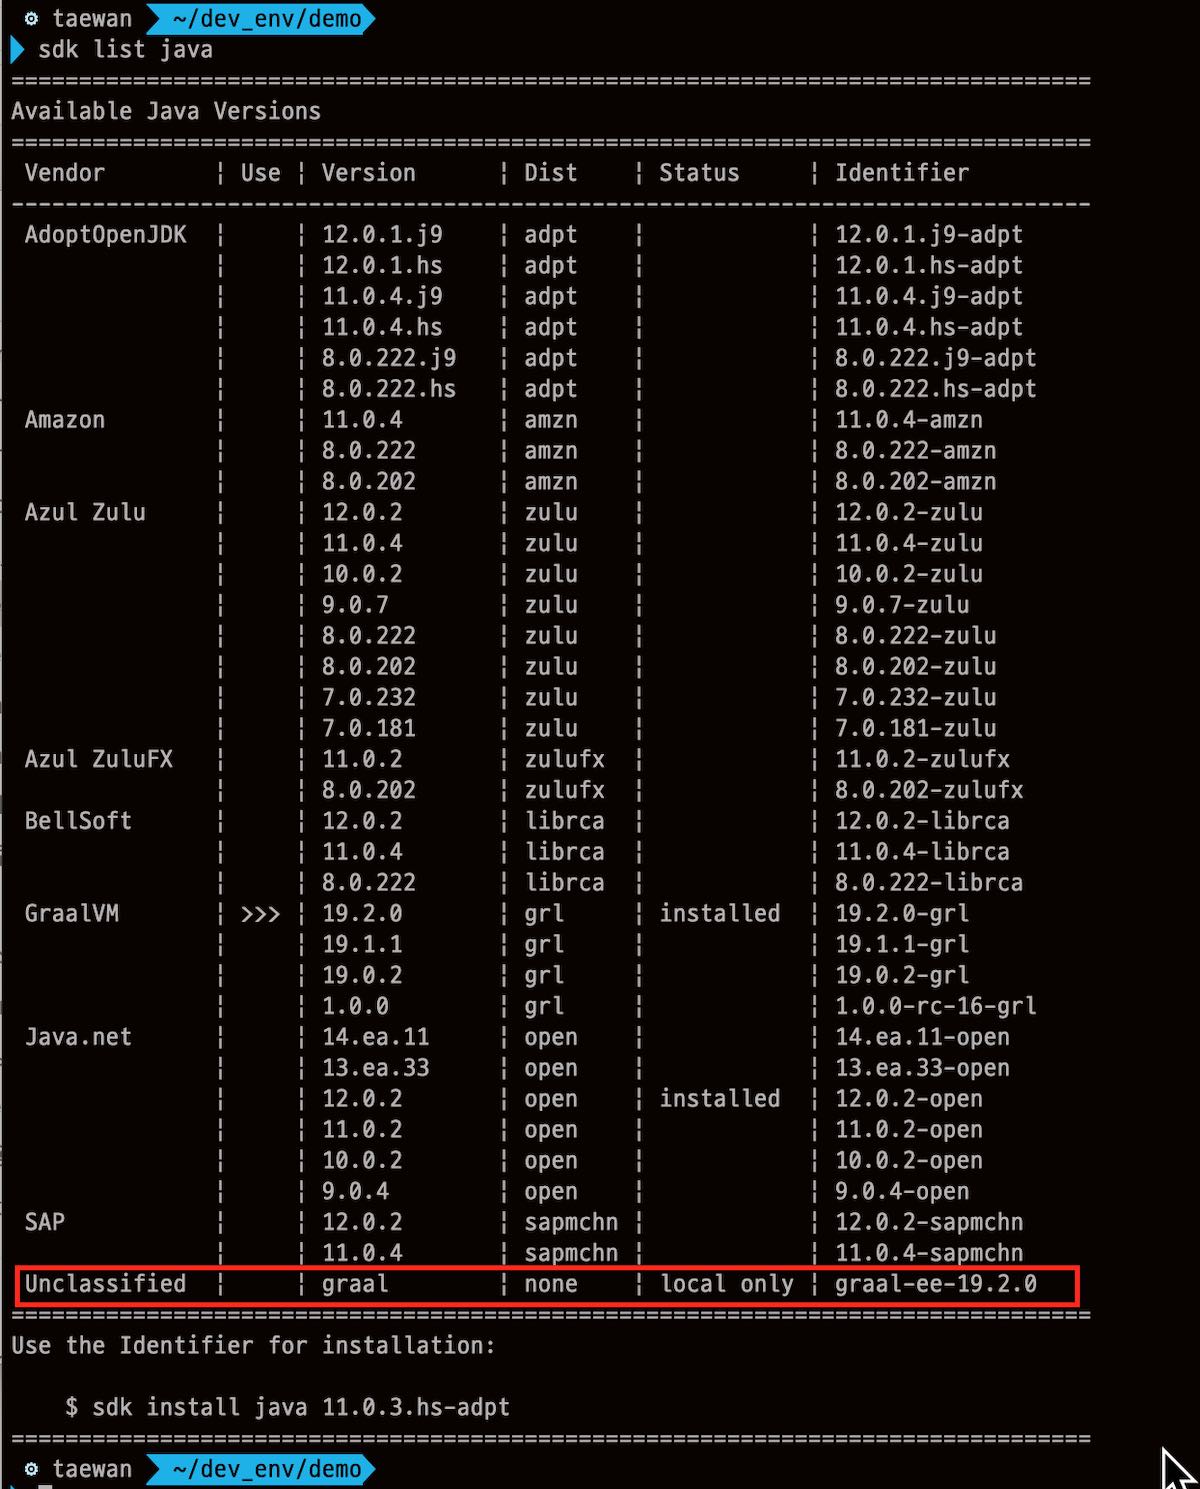 ⚙ taewan ~/dev_env/demo
sdk list java
================================================================================
Available Java Versions
================================================================================
Vendor        | Use | Version      | Dist    | Status     | Identifier
--------------------------------------------------------------------------------
AdoptOpenJDK  |     | 12.0.1.j9    | adpt    |            | 12.0.1.j9-adpt
              |     | 12.0.1.hs    | adpt    |            | 12.0.1.hs-adpt
              |     | 11.0.4.j9    | adpt    |            | 11.0.4.j9-adpt
              |     | 11.0.4.hs    | adpt    |            | 11.0.4.hs-adpt
              |     | 8.0.222.j9   | adpt    |            | 8.0.222.j9-adpt
              |     | 8.0.222.hs   | adpt    |            | 8.0.222.hs-adpt
Amazon        |     | 11.0.4       | amzn    |            | 11.0.4-amzn
              |     | 8.0.222      | amzn    |            | 8.0.222-amzn
              |     | 8.0.202      | amzn    |            | 8.0.202-amzn
Azul Zulu     |     | 12.0.2       | zulu    |            | 12.0.2-zulu
              |     | 11.0.4       | zulu    |            | 11.0.4-zulu
              |     | 10.0.2       | zulu    |            | 10.0.2-zulu
              |     | 9.0.7        | zulu    |            | 9.0.7-zulu
              |     | 8.0.222      | zulu    |            | 8.0.222-zulu
              |     | 8.0.202      | zulu    |            | 8.0.202-zulu
              |     | 7.0.232      | zulu    |            | 7.0.232-zulu
              |     | 7.0.181      | zulu    |            | 7.0.181-zulu
Azul ZuluFX   |     | 11.0.2       | zulufx  |            | 11.0.2-zulufx
              |     | 8.0.202      | zulufx  |            | 8.0.202-zulufx
BellSoft      |     | 12.0.2       | librca  |            | 12.0.2-librca
              |     | 11.0.4       | librca  |            | 11.0.4-librca
              |     | 8.0.222      | librca  |            | 8.0.222-librca
GraalVM       | >>> | 19.2.0       | grl     | installed  | 19.2.0-grl
              |     | 19.1.1       | grl     |            | 19.1.1-grl
              |     | 19.0.2       | grl     |            | 19.0.2-grl
              |     | 1.0.0        | grl     |            | 1.0.0-rc-16-grl
Java.net      |     | 14.ea.11     | open    |            | 14.ea.11-open
              |     | 13.ea.33     | open    |            | 13.ea.33-open
              |     | 12.0.2       | open    | installed  | 12.0.2-open
              |     | 11.0.2       | open    |            | 11.0.2-open
              |     | 10.0.2       | open    |            | 10.0.2-open
              |     | 9.0.4        | open    |            | 9.0.4-open
SAP           |     | 12.0.2       | sapmchn |            | 12.0.2-sapmchn
              |     | 11.0.4       | sapmchn |            | 11.0.4-sapmchn
Unclassified  |     | graal        | none    | local only | graal-ee-19.2.0
================================================================================
Use the Identifier for installation:
$ sdk install java 11.0.3.hs-adpt
================================================================================
⚙ taewan ~/dev_env/demo